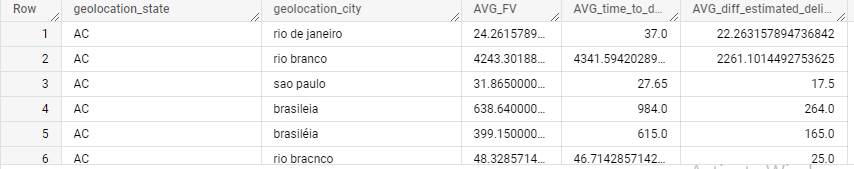 Row geolocation_state geolocation_city AVG_FV AVG_time_to_d... AVG_diff_estimated_deli...
1 AC rio de janeiro 24.2615789... 37.0 22.263157894736842
2 AC rio branco 4243.30188... 4341.59420289... 2261.1014492753625
3 AC sao paulo 31.8650000... 27.65 17.5
4 AC brasileia 638.640000... 984.0 264.0
5 AC brasiléia 399.150000... 615.0 165.0
6 AC rio bracnco 48.3285714... 46.7142857142... 25.0